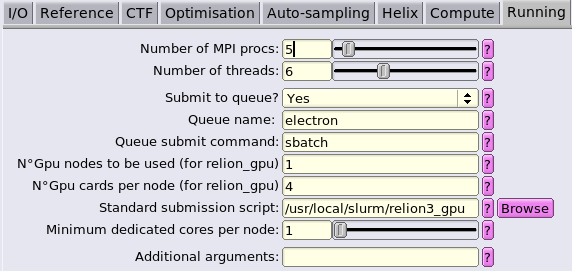 I/O Reference CTF Optimisation Auto-sampling Helix Compute Running
Number of MPI procs: 5 ?
Number of threads: 6 ?
Submit to queue? Yes ?
Queue name: electron ?
Queue submit command: sbatch ?
N°Gpu nodes to be used (for relion_gpu) 1 ?
N°Gpu cards per node (for relion_gpu) 4 ?
Standard submission script: /usr/local/slurm/relion3_gpu ? Browse
Minimum dedicated cores per node: 1 ?
Additional arguments: ?